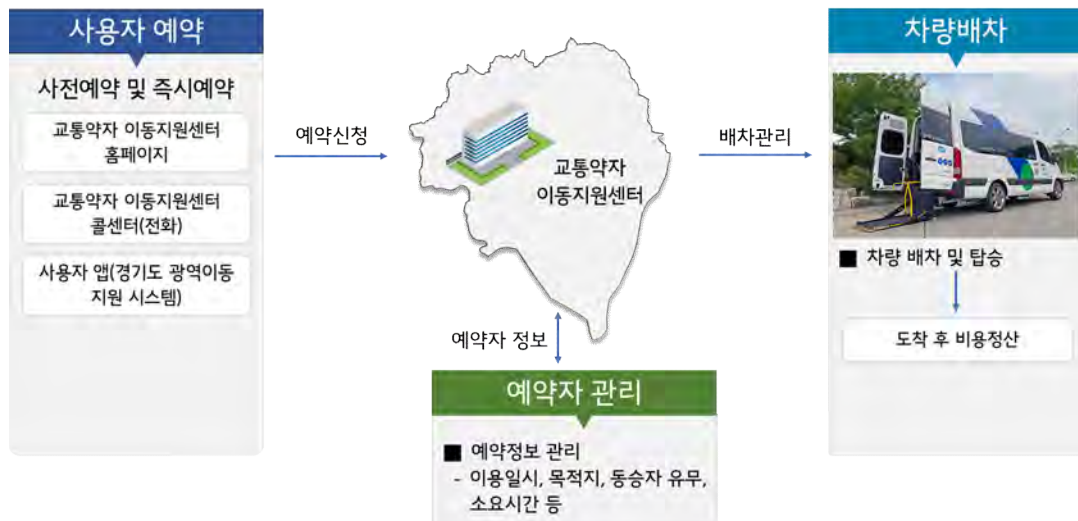 사용자 예약
사전예약 및 즉시예약
교통약자 이동지원센터
홈페이지
교통약자 이동지원센터
콜센터(전화)
사용자 앱(경기도 광역이동
지원 시스템)
예약신청
교통약자
이동지원센터
배차관리
예약자 정보
예약자 관리
■ 예약정보 관리
- 이용일시, 목적지, 동승자 유무,
소요시간 등
차량배차
■ 차량 배차 및 탑승
도착 후 비용정산